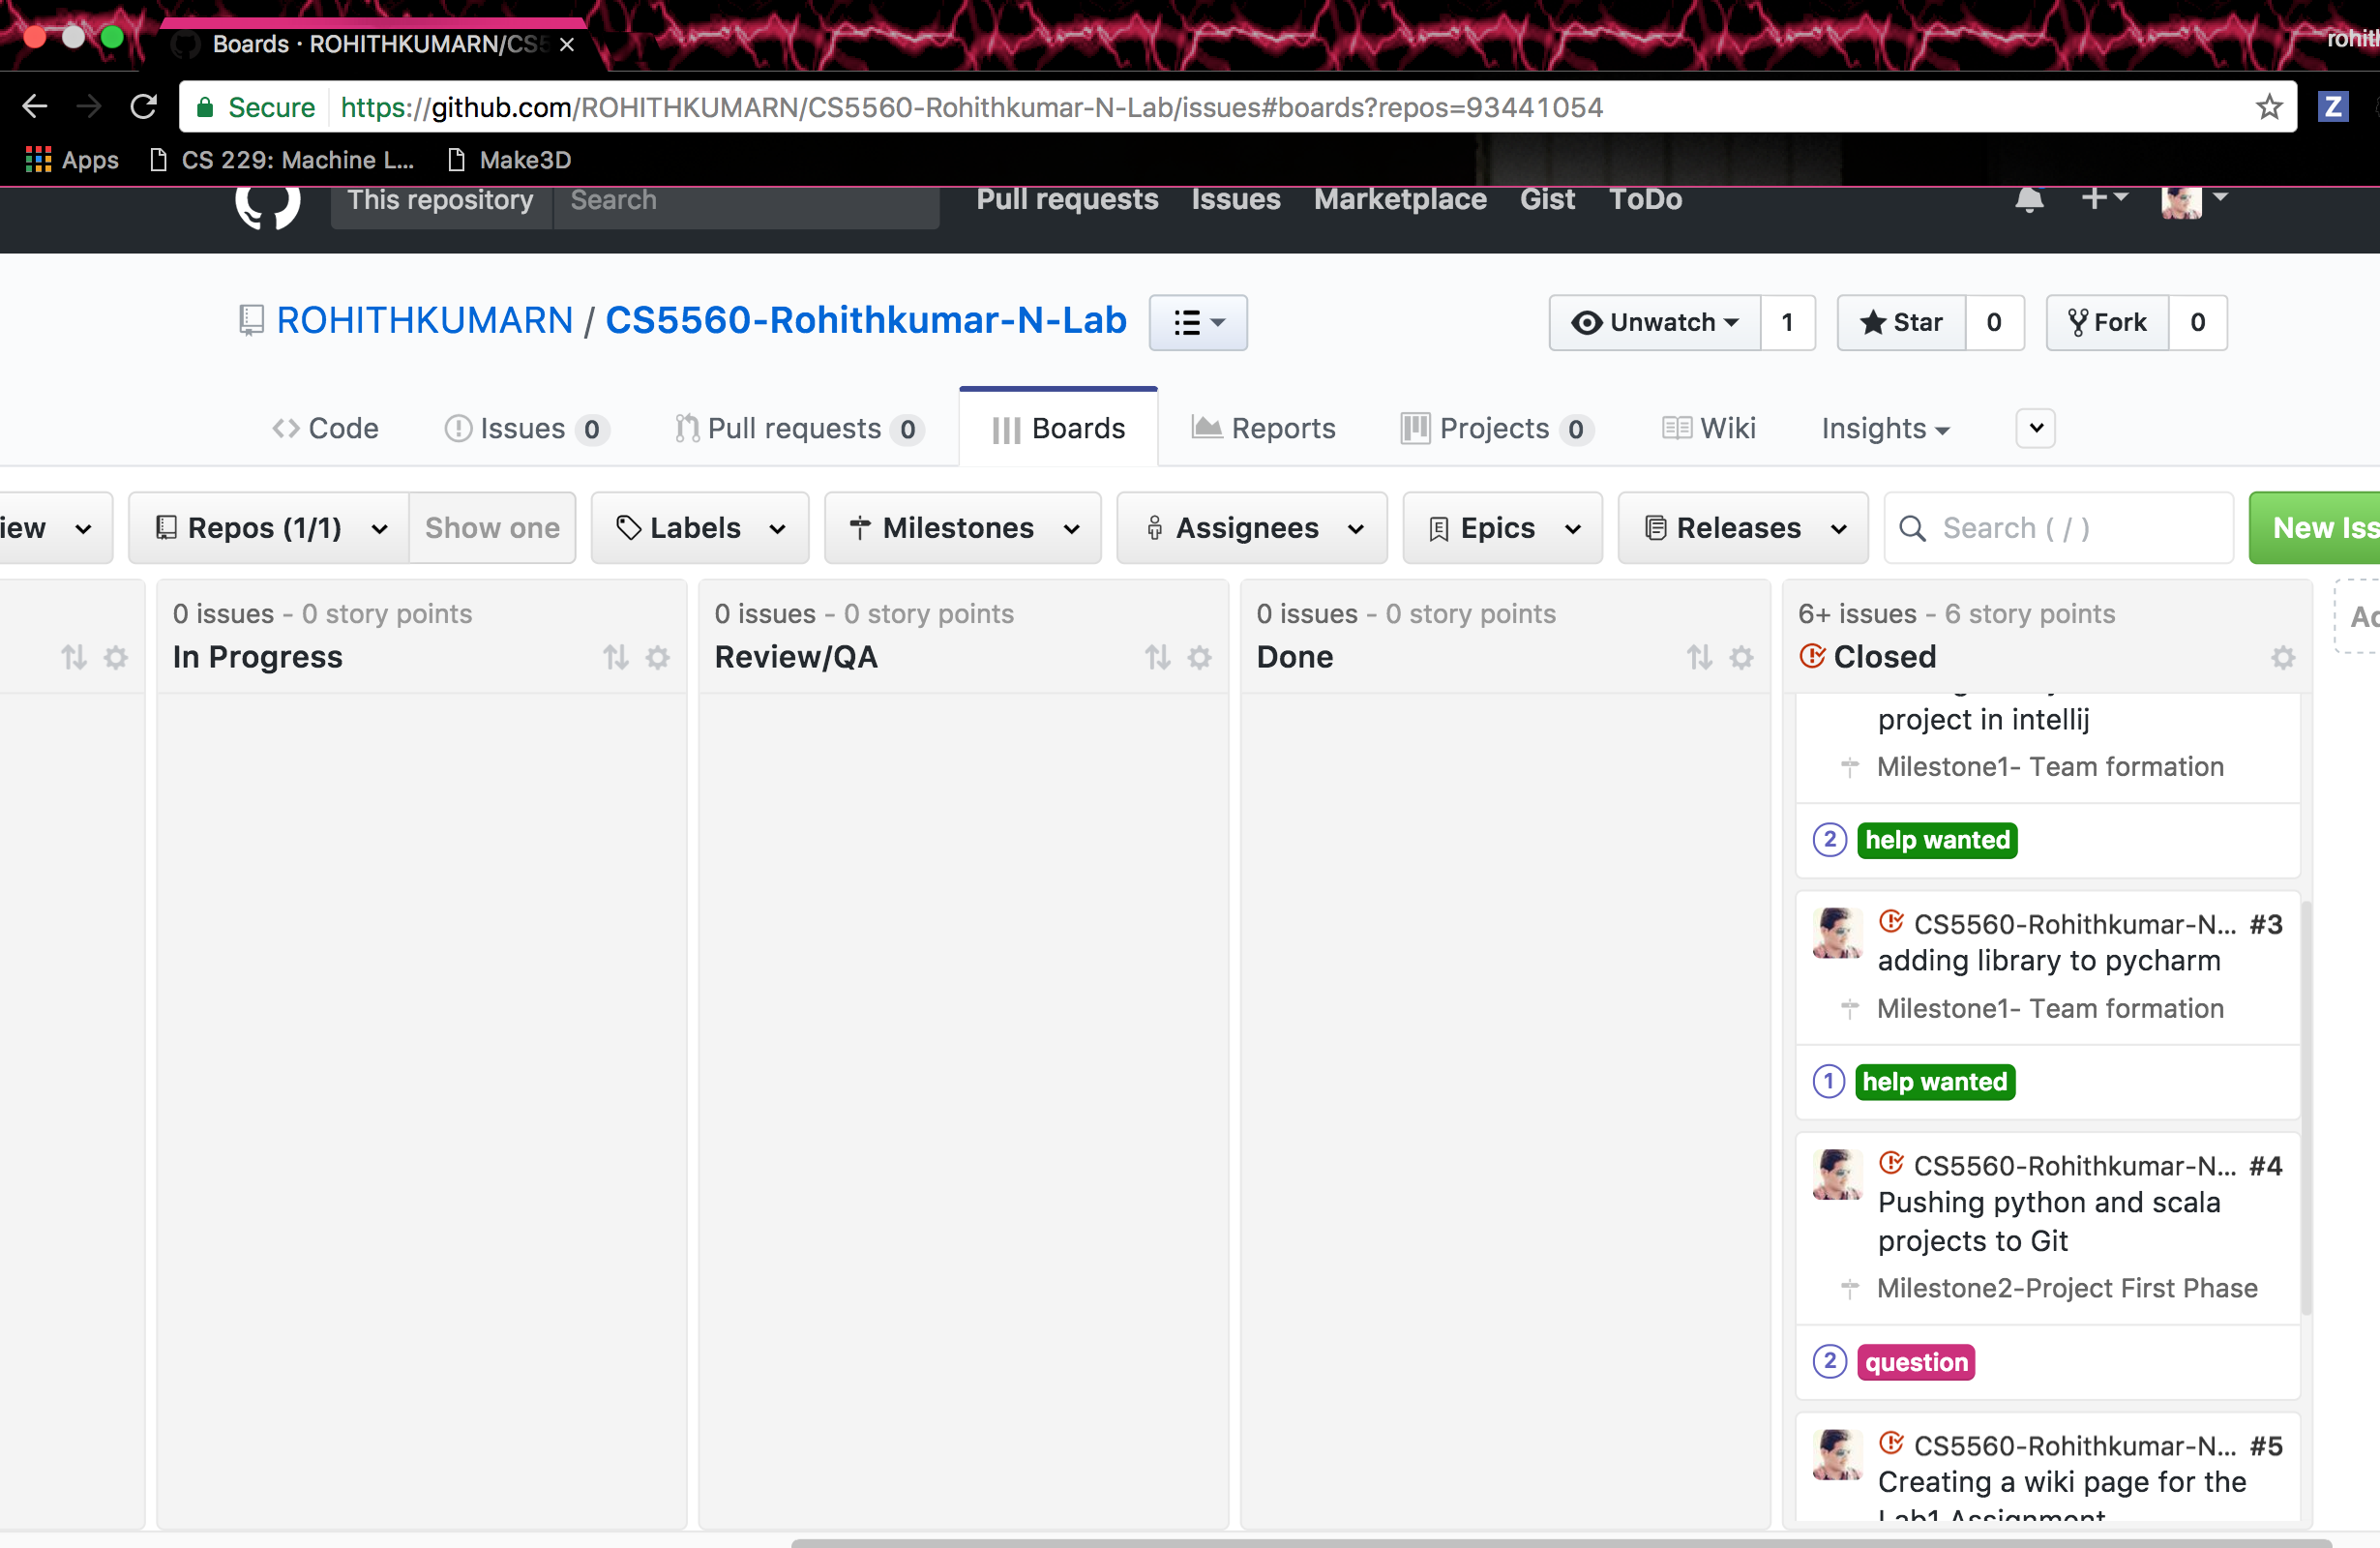 Boards · ROHITHKUMARN/CS5
rohit
Secure https://github.com/ROHITHKUMARN/CS5560-Rohithkumar-N-Lab/issues#boards?repos=93441054
Z
Apps CS 229: Machine L... Make3D
This repository Search Pull requests Issues Marketplace Gist ToDo
ROHITHKUMARN / CS5560-Rohithkumar-N-Lab Unwatch 1 Star 0 Fork 0
Code Issues 0 Pull requests 0 Boards Reports Projects 0 Wiki Insights
iew Repos (1/1) Show one Labels Milestones Assignees Epics Releases Search ( / ) New Iss
0 issues - 0 story points
In Progress
0 issues - 0 story points
Review/QA
0 issues - 0 story points
Done
6+ issues - 6 story points
Closed
project in intellij
Milestone1- Team formation
2 help wanted
CS5560-Rohithkumar-N... #3
adding library to pycharm
Milestone1- Team formation
1 help wanted
CS5560-Rohithkumar-N... #4
Pushing python and scala
projects to Git
Milestone2-Project First Phase
2 question
CS5560-Rohithkumar-N... #5
Creating a wiki page for the
Lab1 Assignment
Ad